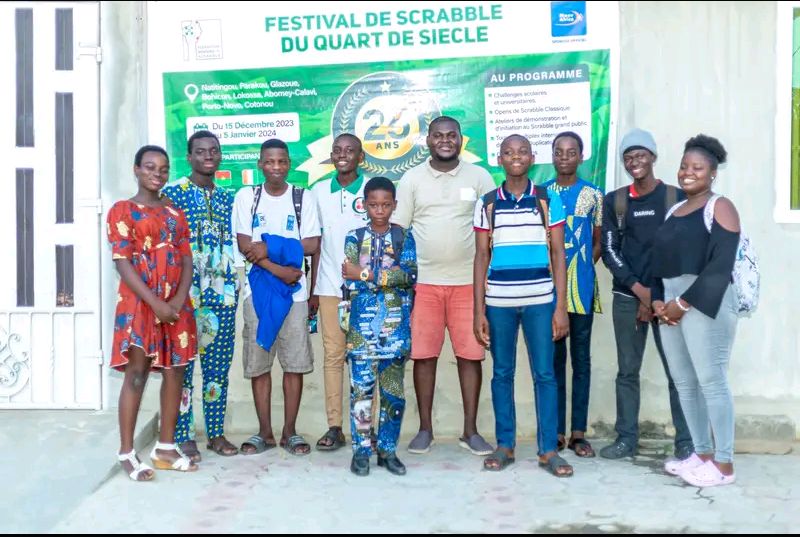 FESTIVAL DE SCRABBLE
DU QUART DE SIECLE
Natitingou, Parakou, Glazoue,
Bohicon, Lokossa, Abomey-Calavi,
Porto-Novo, Cotonou
Du 15 Décembre 2023
5 Janvier 2024
PARTICIPANT
25
ANS
AU PROGRAMME
Challenges scolaires
et universitaires
Opens de Scrabble Classique
Ateliers de démonstration et
d'initiation au Scrabble grand public
DARING